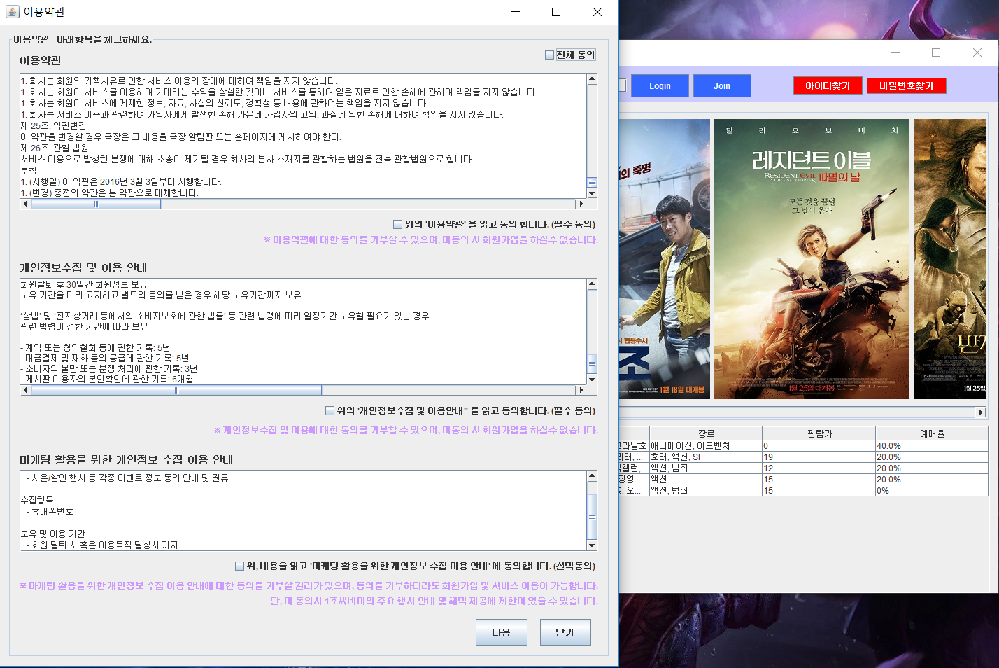 이용약관
이용약관 - 아래항목을 체크하세요.
이용약관
전체 동의
1. 회사는 회원의 귀책사유로 인한 서비스 이용의 장애에 대하여 책임을 지지 않습니다.
1. 회사는 회원이 서비스를 이용하여 기대하는 수익을 상실한 것이나 서비스를 통하여 얻은 자료로 인한 손해에 관하여 책임을 지지 않습니다.
1. 회사는 회원이 서비스에 게재한 정보, 자료, 사실의 신뢰도, 정확성 등 내용에 관하여는 책임을 지지 않습니다.
1. 회사는 서비스 이용과 관련하여 가입자에게 발생한 손해 가운데 가입자의 고의, 과실에 의한 손해에 대하여 책임을 지지 않습니다.
제 25조. 약관변경
이 약관을 변경할 경우 극장은 그 내용을 극장 알림판 또는 홈페이지에 게시하여야 한다.
제 26조. 관할 법원
서비스 이용으로 발생한 분쟁에 대해 소송이 제기될 경우 회사의 본사 소재지를 관할하는 법원을 전속 관할법원으로 합니다.
부칙
1. (시행일) 이 약관은 2016년 3월 3일부터 시행합니다.
1. (변경) 종전의 약관은 본 약관으로 대체합니다.
위의 '이용약관' 을 읽고 동의 합니다. (필수 동의)
※ 이용약관에 대한 동의를 거부할 수 있으며, 미동의 시 회원가입을 하실수 없습니다.
개인정보수집 및 이용 안내
회원탈퇴 후 30일간 회원정보 보유
보유 기간을 미리 고지하고 별도의 동의를 받은 경우 해당 보유기간까지 보유
'상법' 및 '전자상거래 등에서의 소비자보호에 관한 법률' 등 관련 법령에 따라 일정기간 보유할 필요가 있는 경우
관련 법령이 정한 기간에 따라 보유
- 계약 또는 청약철회 등에 관한 기록: 5년
- 대금결제 및 재화 등의 공급에 관한 기록: 5년
- 소비자의 불만 또는 분쟁 처리에 관한 기록: 3년
- 게시판 이용자의 본인확인에 관한 기록: 6개월
위의 '개인정보수집 및 이용안내" 를 읽고 동의합니다. (필수 동의)
※ 개인정보수집 및 이용에 대한 동의를 거부할 수 있으며, 미동의 시 회원가입을 하실수 없습니다.
마케팅 활용을 위한 개인정보 수집 이용 안내
- 사은/할인 행사 등 각종 이벤트 정보 동의 안내 및 권유
수집항목
- 휴대폰번호
보유 및 이용 기간
- 회원 탈퇴 시 혹은 이용목적 달성시 까지
위, 내용을 읽고 '마케팅 활용을 위한 개인정보 수집 이용 안내' 에 동의합니다. (선택동의)
※ 마케팅 활용을 위한 개인정보 수집 이용 안내에 대한 동의를 거부할 권리가 있으며, 동의를 거부하더라도 회원가입 및 서비스 이용이 가능합니다.
단, 미 동의시 1조씨네마의 주요 행사 안내 및 혜택 제공에 제한이 있을 수 있습니다.
다음 닫기
Login Join 아이디찾기 비밀번호찾기
의 특명
합동수사
조
1월 18일 대개봉
밀라요보비치
레지던트 이블
RESIDENT EVIL 파멸의 날
THE FINAL CHAPTER
모든 것을 끝낼
그 날이 온다
1월 25일 대개봉
반지
1월 25일
장르 관람가 예매율
라발호 애니메이션, 어드벤처 0 40.0%
라터, ... 호러, 액션, SF 19 20.0%
켈런,... 액션, 범죄 12 20.0%
장영... 액션 15 20.0%
오... 액션, 범죄 15 0%